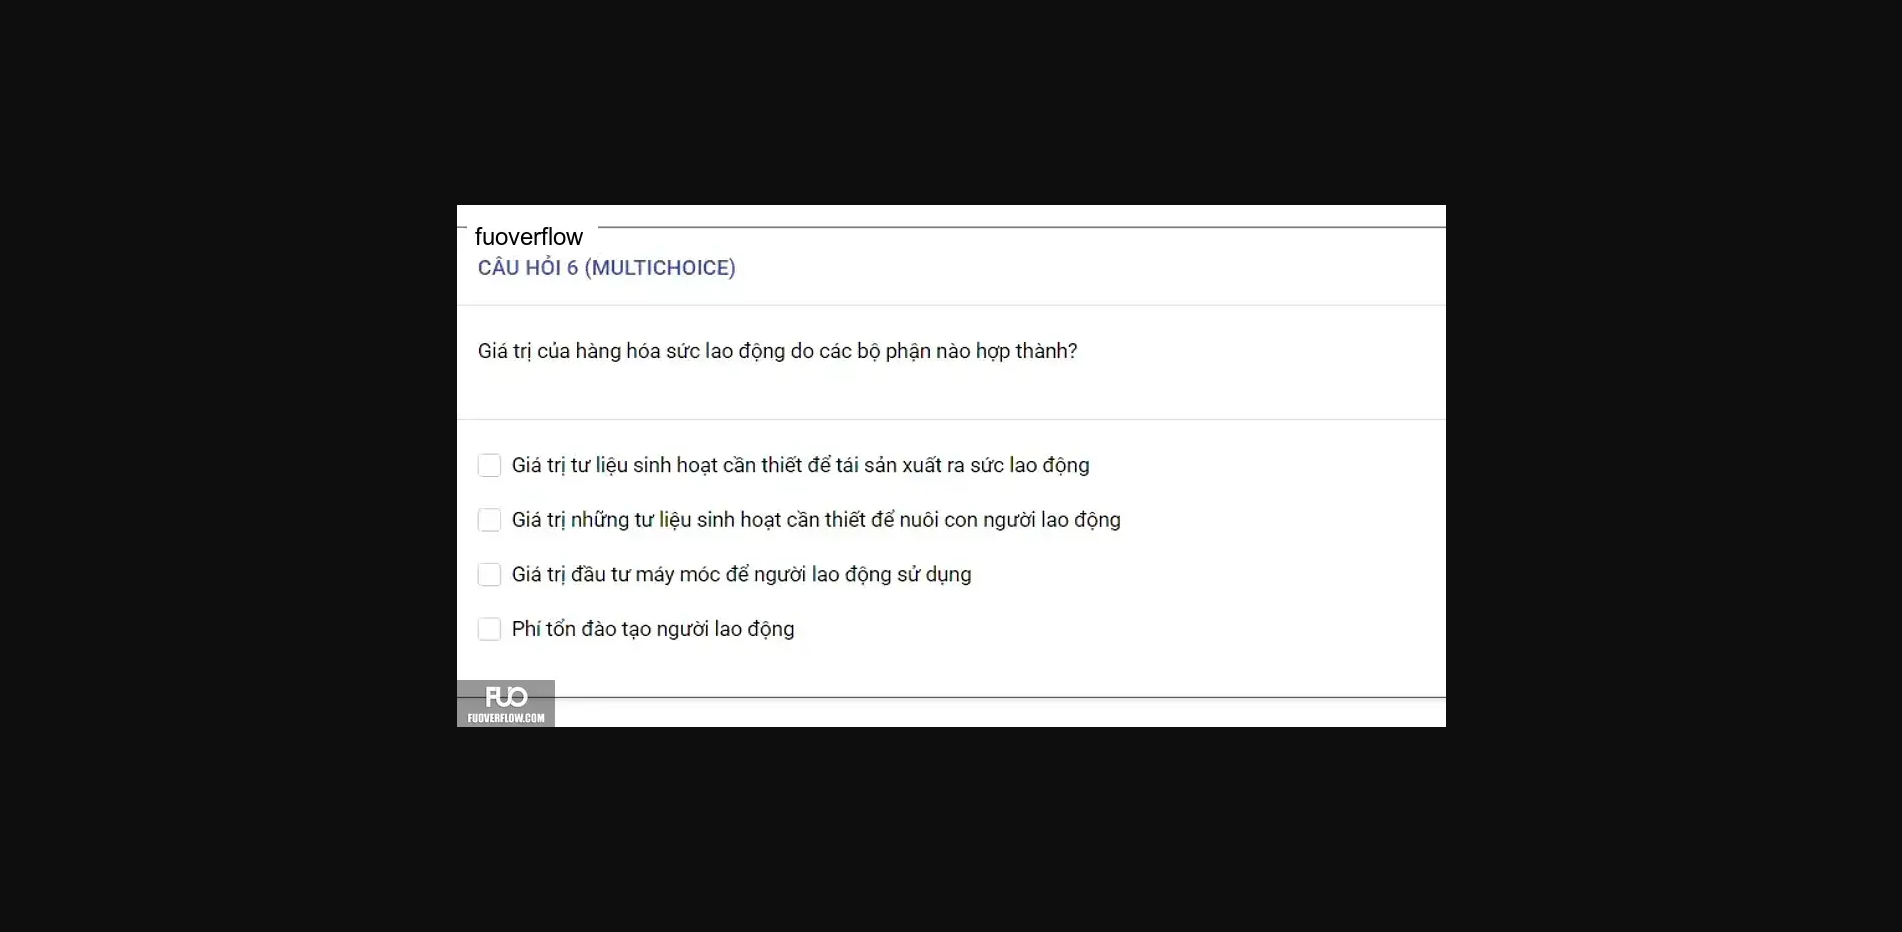 fuoverflow
CÂU HỎI 6 (MULTICHOICE)
Giá trị của hàng hóa sức lao động do các bộ phận nào hợp thành?
Giá trị tư liệu sinh hoạt cần thiết để tái sản xuất ra sức lao động
Giá trị những tư liệu sinh hoạt cần thiết để nuôi con người lao động
Giá trị đầu tư máy móc để người lao động sử dụng
Phí tổn đào tạo người lao động
FUO
FUOVERFLOW.COM